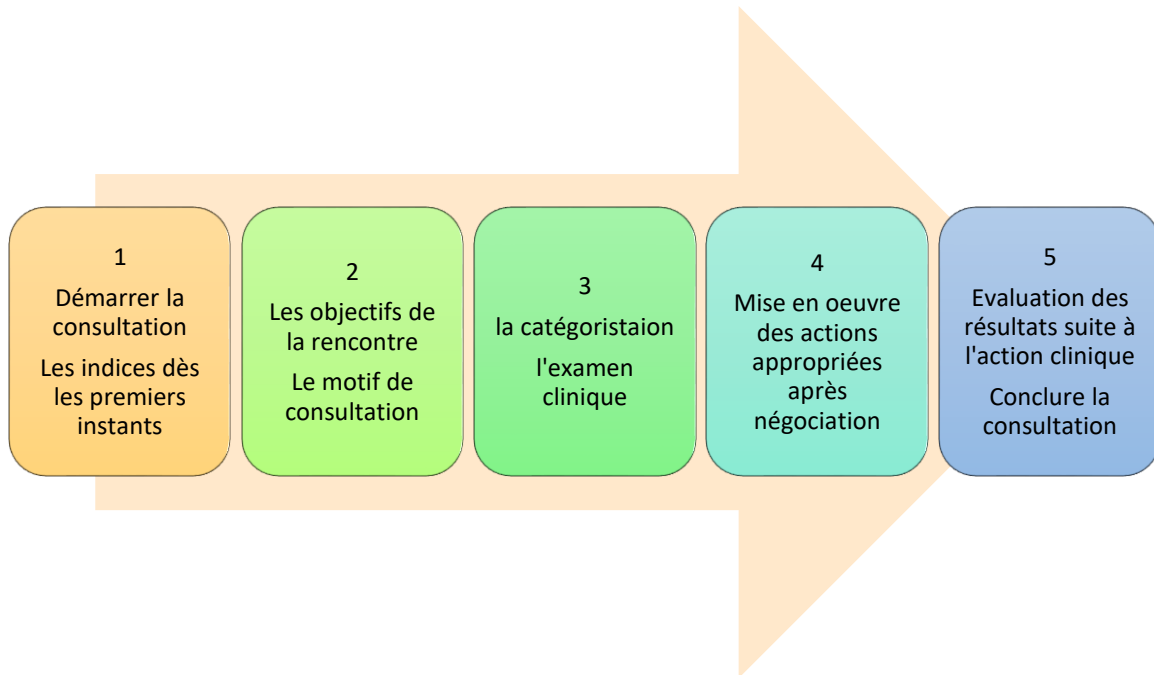 1
Démarrer la
consultation
Les indices dès
les premiers
instants
2
Les objectifs de
la rencontre
Le motif de
consultation
3
la catégoristaion
l'examen
clinique
4
Mise en oeuvre
des actions
appropriées
après
négociation
5
Evaluation des
résultats suite à
l'action clinique
Conclure la
consultation